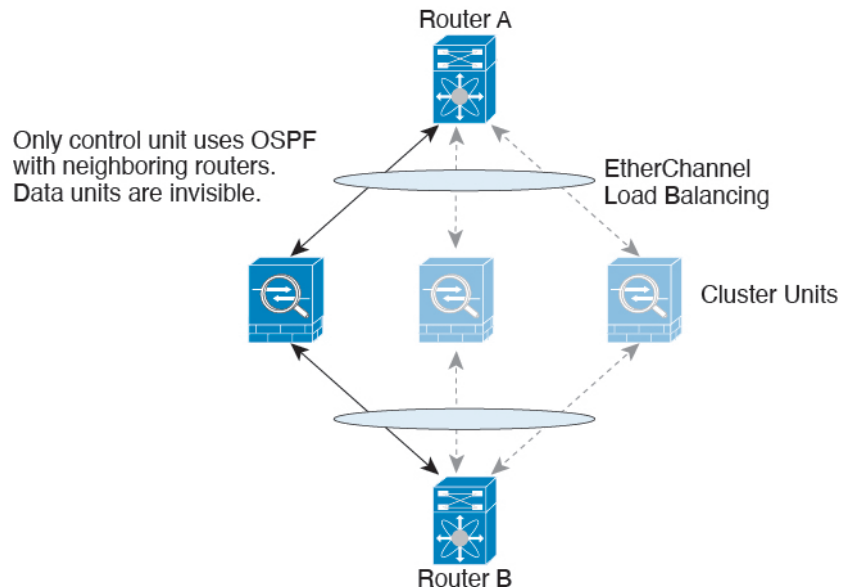 Router A
Only control unit uses OSPF
with neighboring routers.
Data units are invisible.
EtherChannel
Load Balancing
Cluster Units
Router B